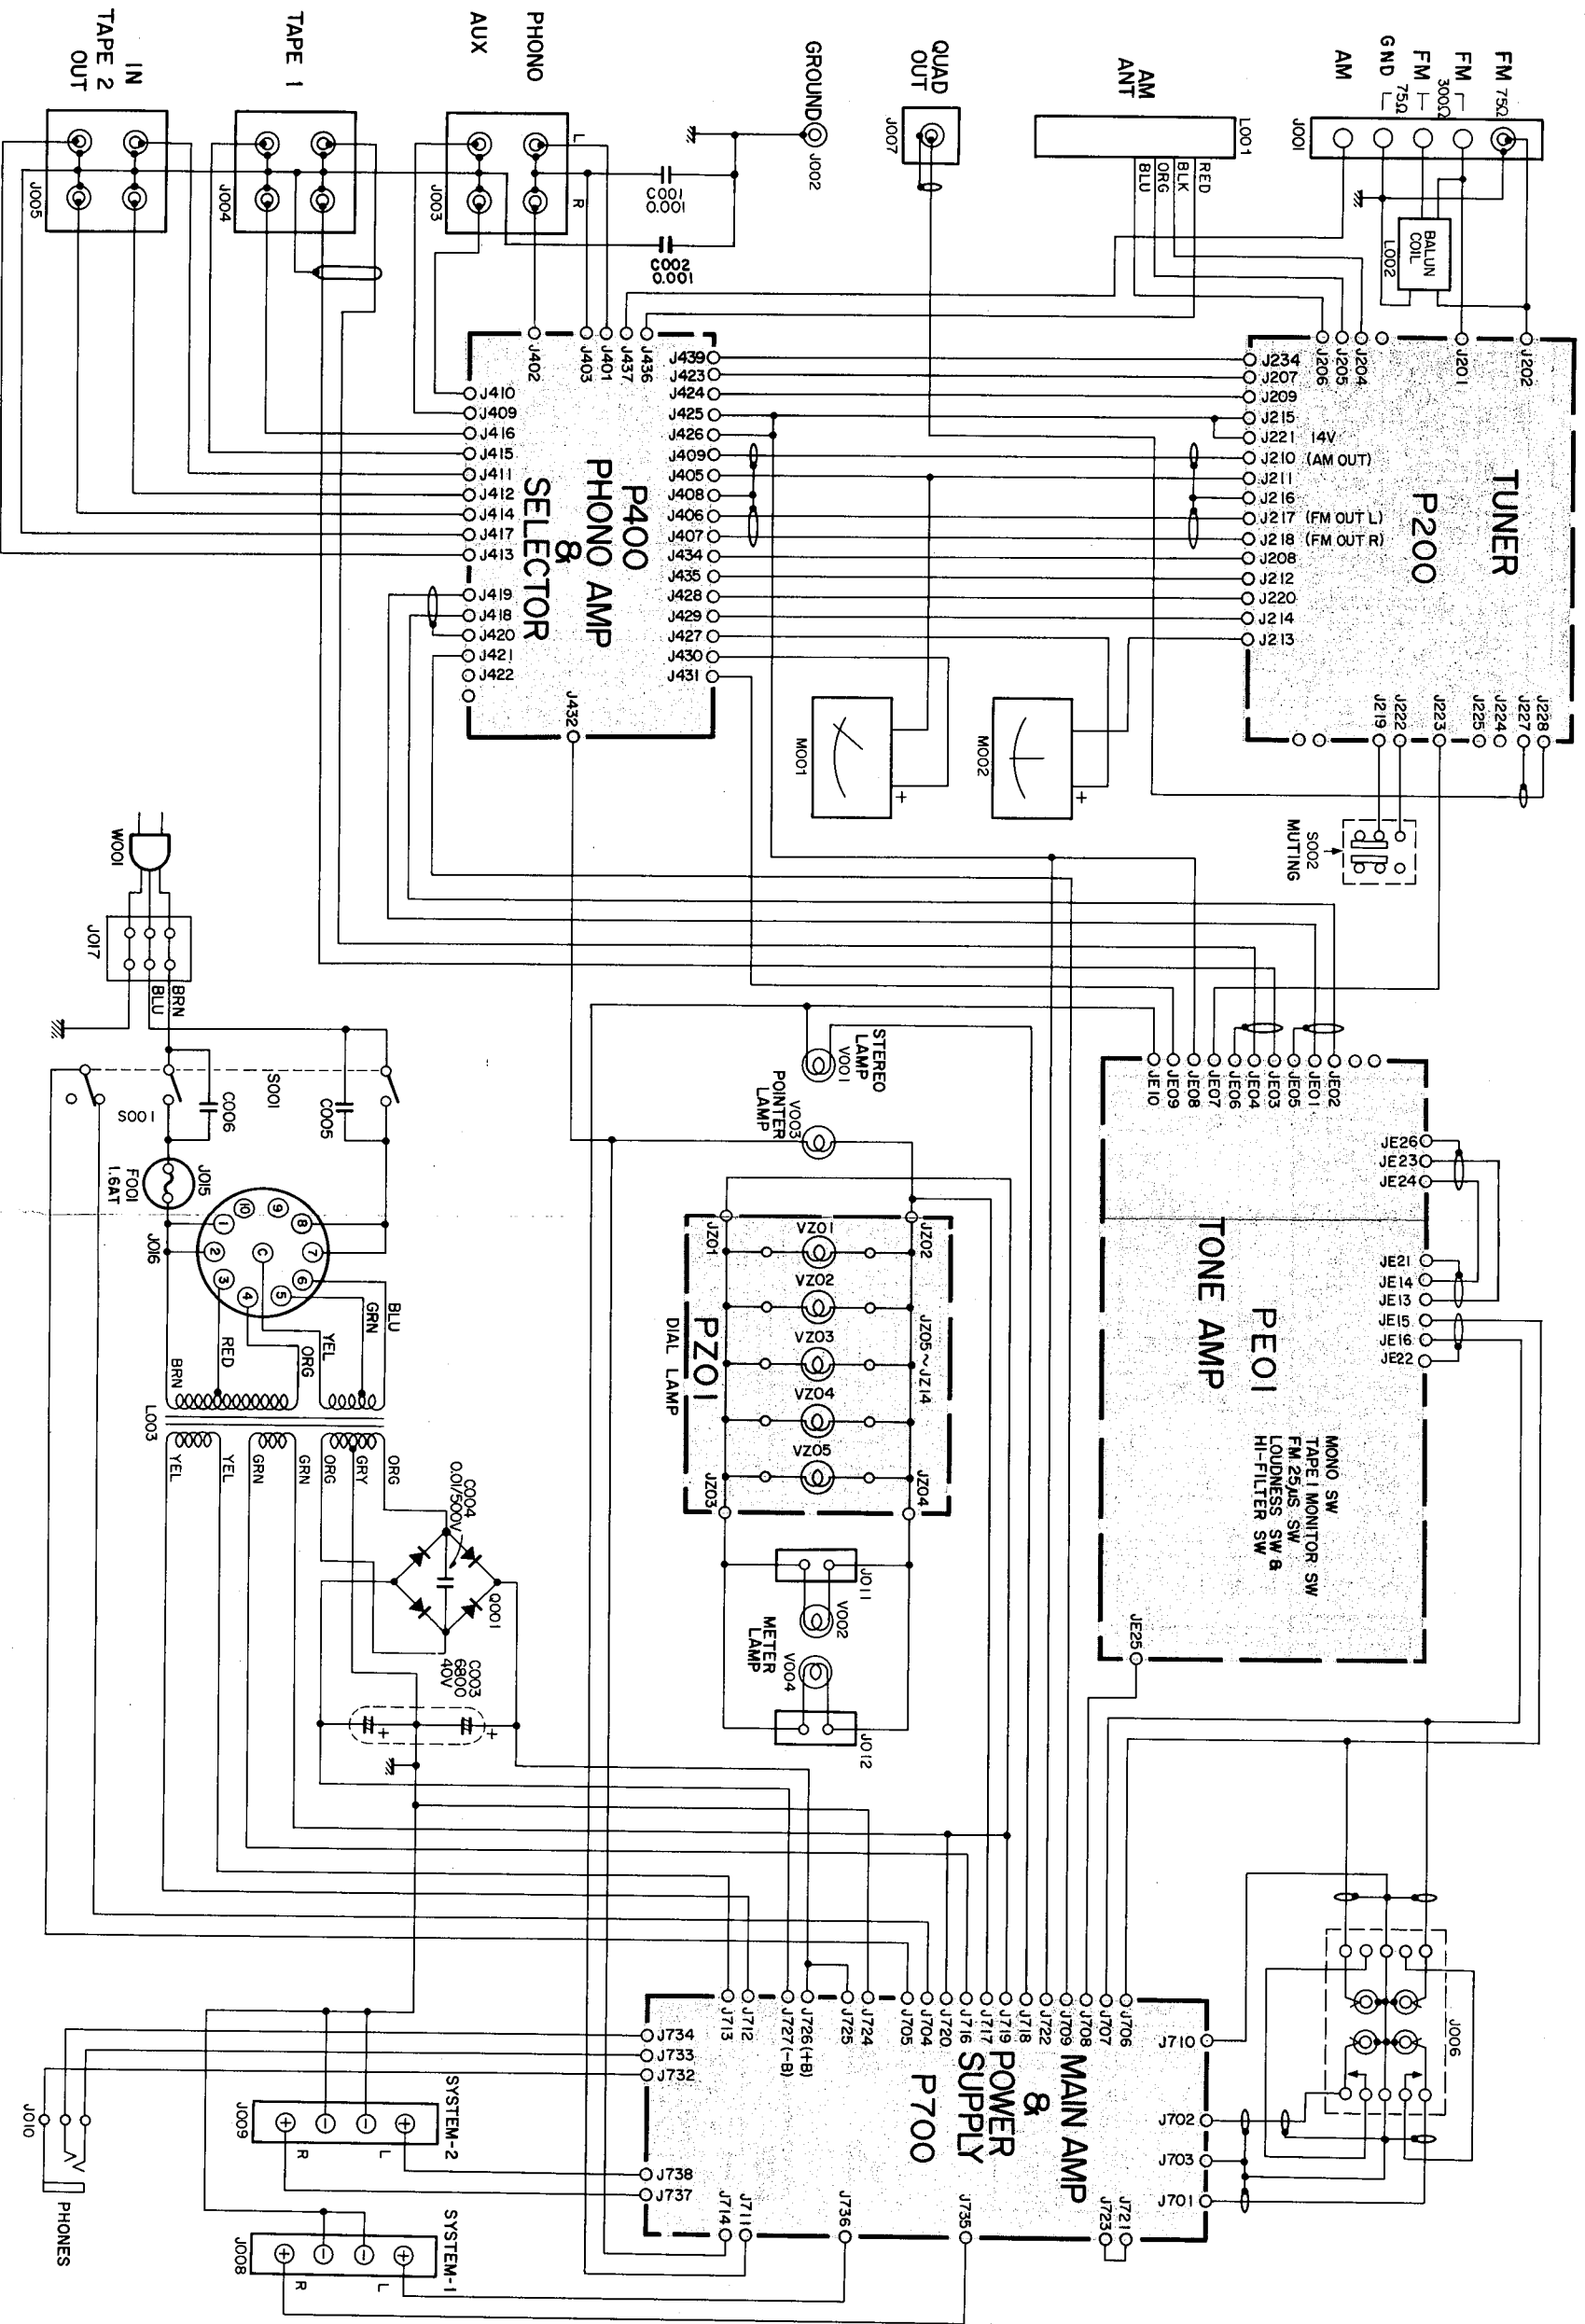 FM 75Ω
FM
300Ω
FM
75Ω
GND
AM
J001
BALUN
COIL
L002
AM
ANT
L001
RED
BLK
ORG
BLU
QUAD
OUT
J007
GROUND
J002
PHONO
AUX
L
R
J003
C001
0.001
C002
0.001
TAPE 1
J004
IN
TAPE 2
OUT
J005
TUNER
P200
J202
J201
J204
J205
J206
J234
J207
J209
J215
J221 14V
J210 (AM OUT)
J211
J216
J217 (FM OUT L)
J218 (FM OUT R)
J208
J212
J220
J214
J213
J228
J227
J224
J225
J223
J222
J219
P400
PHONO AMP
&
SELECTOR
J436
J437
J401
J403
J402
J439
J423
J424
J425
J426
J409
J405
J408
J406
J407
J434
J435
J428
J429
J427
J430
J431
J410
J409
J416
J415
J411
J412
J414
J417
J413
J419
J418
J420
J421
J422
J432
M001
+
M002
+
S002
MUTING
W001
J017
BRN
BLU
S001
S001
C006
C005
J015
F001
1.6AT
J016
1
2
3
4
5
6
7
8
9
10
C
BLU
GRN
YEL
ORG
RED
BRN
L003
ORG
GRY
ORG
GRN
GRN
YEL
YEL
C004
0.01/500V
Q001
C003
6800
40V
+
+
STEREO
LAMP
V001
POINTER
LAMP
V003
JZ01
JZ02
VZ01
VZ02
VZ03
VZ04
VZ05
JZ05~JZ14
JZ03
JZ04
PZ01
DIAL LAMP
J011
V002
METER
LAMP
V004
J012
TONE AMP
PE01
JE02
JE01
JE05
JE03
JE04
JE06
JE07
JE08
JE09
JE10
JE26
JE23
JE24
JE21
JE14
JE13
JE15
JE16
JE22
JE25
MONO SW
TAPE 1 MONITOR SW
FM 25µS SW
LOUDNESS SW &
HI-FILTER SW
J006
MAIN AMP
&
POWER
SUPPLY
P700
J706
J707
J708
J709
J722
J718
J719
J717
J716
J720
J704
J705
J724
J725
J726(+B)
J727(-B)
J712
J713
J710
J702
J703
J701
J721
J723
J735
J736
J711
J714
J734
J733
J732
J738
J737
SYSTEM-2
L
R
J009
SYSTEM-1
L
R
J008
J010
PHONES